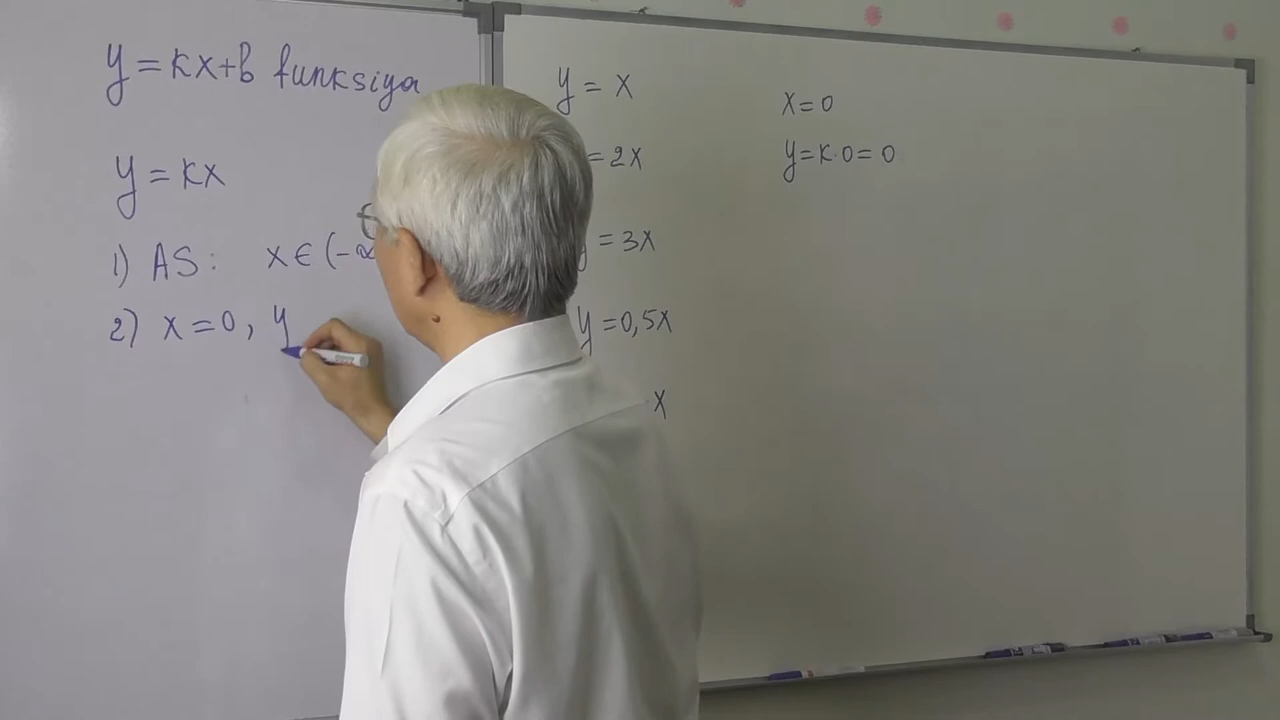 y = kx+b funksiya
y = kx
1) AS: x ∈ (-∞
2) x = 0, y
y = x
= 2x
y = 3x
y = 0,5x
x
x = 0
y = k·0 = 0